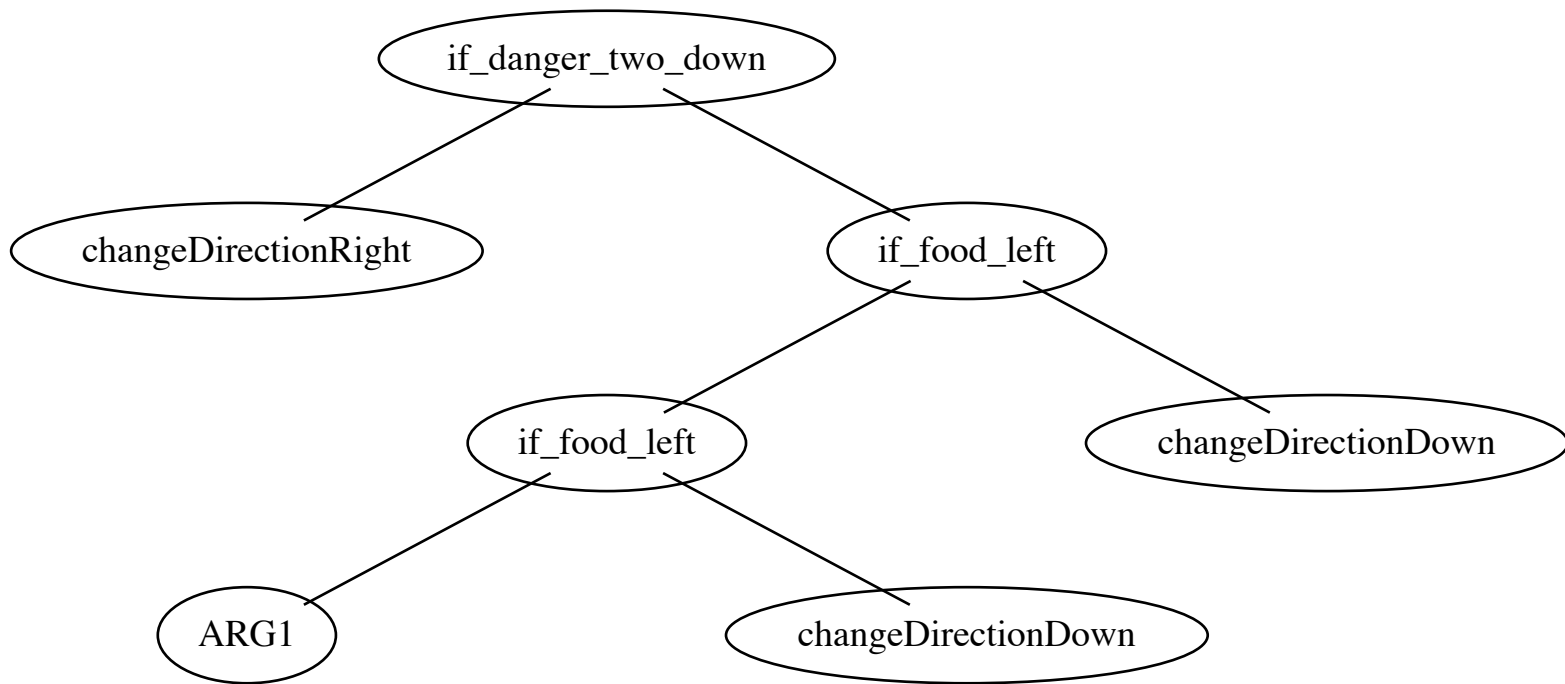 if_danger_two_down
changeDirectionRight
if_food_left
if_food_left
changeDirectionDown
ARG1
changeDirectionDown